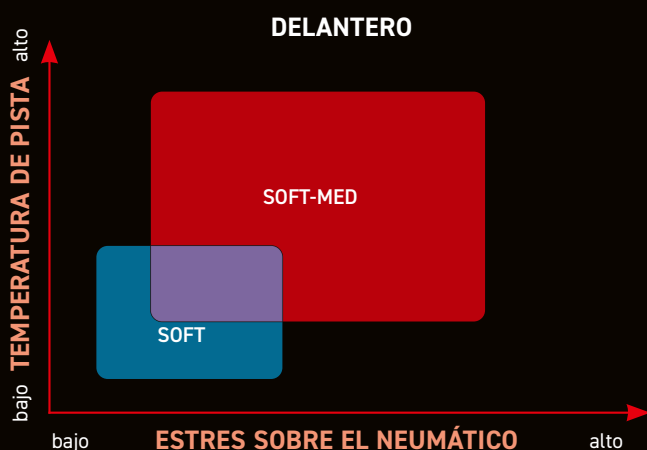 DELANTERO
alto
TEMPERATURA DE PISTA
bajo
SOFT-MED
SOFT
bajo
ESTRES SOBRE EL NEUMÁTICO
alto